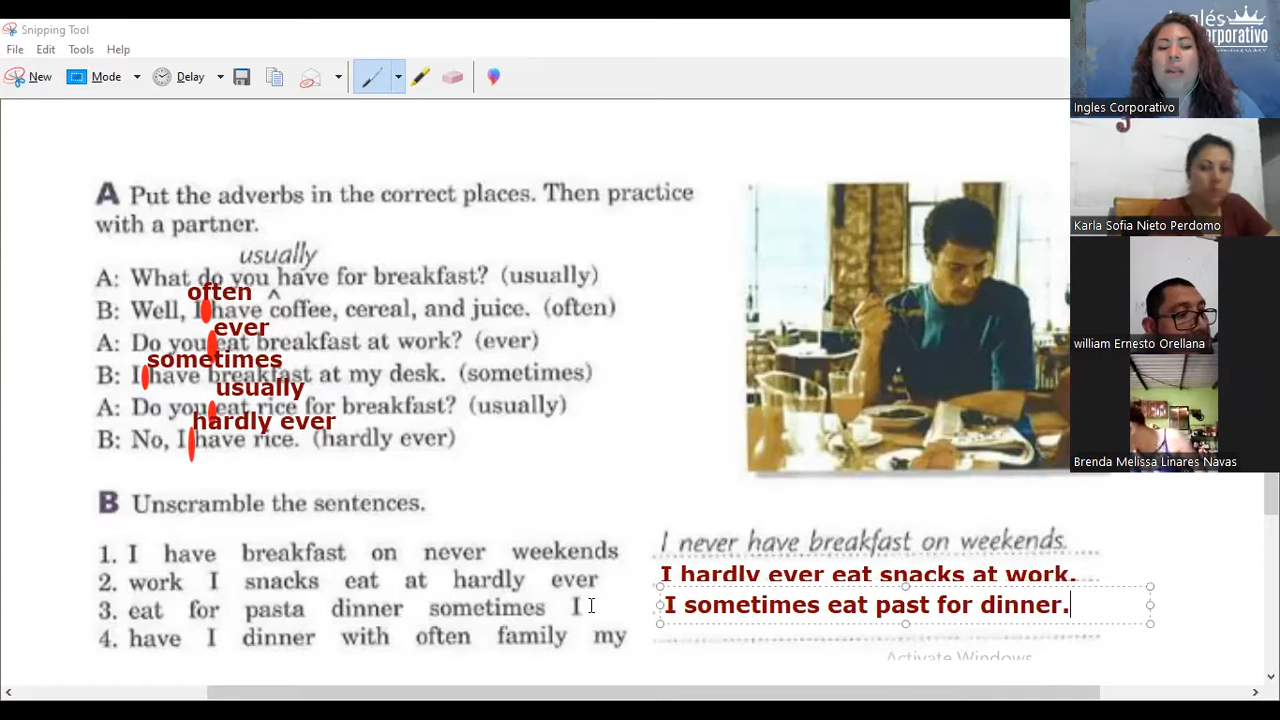 Snipping Tool
File Edit Tools Help
New Mode Delay
A Put the adverbs in the correct places. Then practice
with a partner.
usually
A: What do you have for breakfast? (usually)
often
B: Well, I have coffee, cereal, and juice. (often)
ever
A: Do you eat breakfast at work? (ever)
sometimes
B: I have breakfast at my desk. (sometimes)
usually
A: Do you eat rice for breakfast? (usually)
hardly ever
B: No, I have rice. (hardly ever)
B Unscramble the sentences.
1. I have breakfast on never weekends
I never have breakfast on weekends.
2. work I snacks eat at hardly ever
I hardly ever eat snacks at work.
3. eat for pasta dinner sometimes I
I sometimes eat past for dinner.
4. have I dinner with often family my
Activate Windows
inglés
corporativo
Ingles Corporativo
Karla Sofia Nieto Perdomo
william Ernesto Orellana
Brenda Melissa Linares Navas